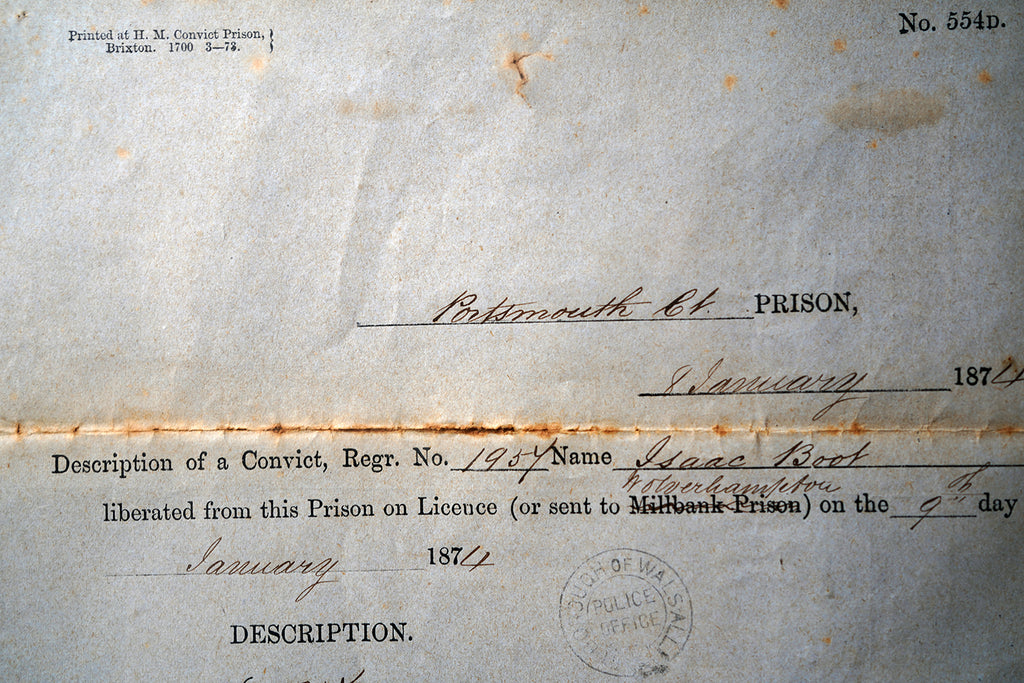 Printed at H. M. Convict Prison,
Brixton. 1700 3—73.
No. 554D.
Portsmouth Ct. PRISON,
8 January 1874
Description of a Convict, Regr. No. 1957 Name Isaac Boot
Wolverhampton
liberated from this Prison on Licence (or sent to Millbank Prison) on the 9th day
January 1874
BOROUGH OF WALSALL
POLICE
OFFICE
DESCRIPTION.